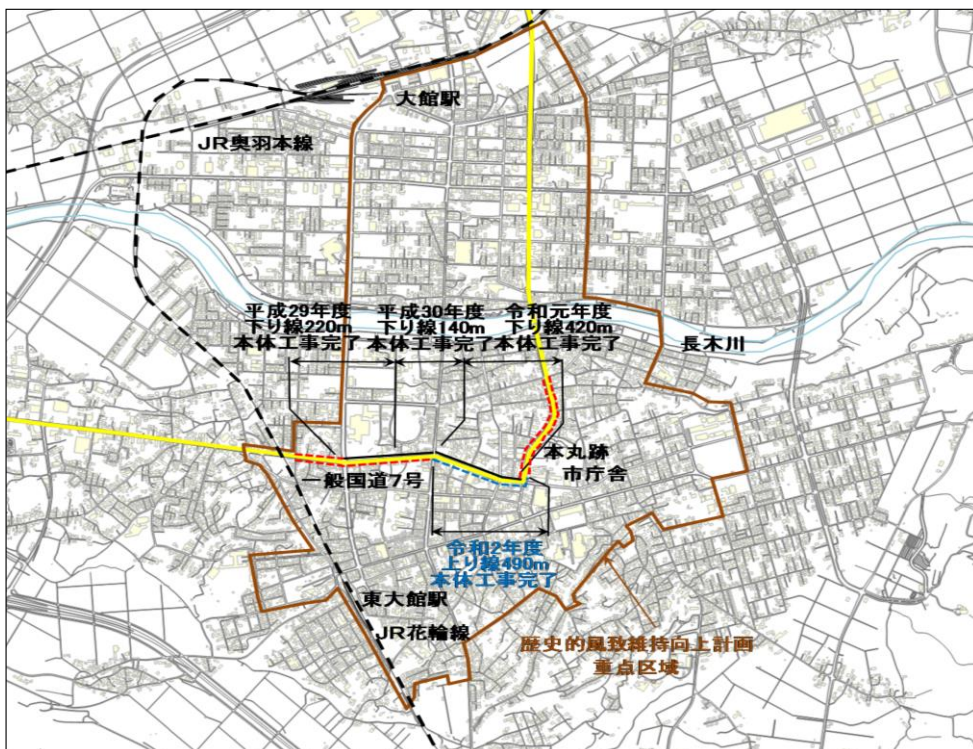 大館駅
JR奥羽本線
平成29年度
下り線220m
本体工事完了
平成30年度
下り線140m
本体工事完了
令和元年度
下り線420m
本体工事完了
長木川
本丸跡
市庁舎
一般国道7号
令和2年度
上り線490m
本体工事完了
東大館駅
JR花輪線
歴史的風致維持向上計画
重点区域